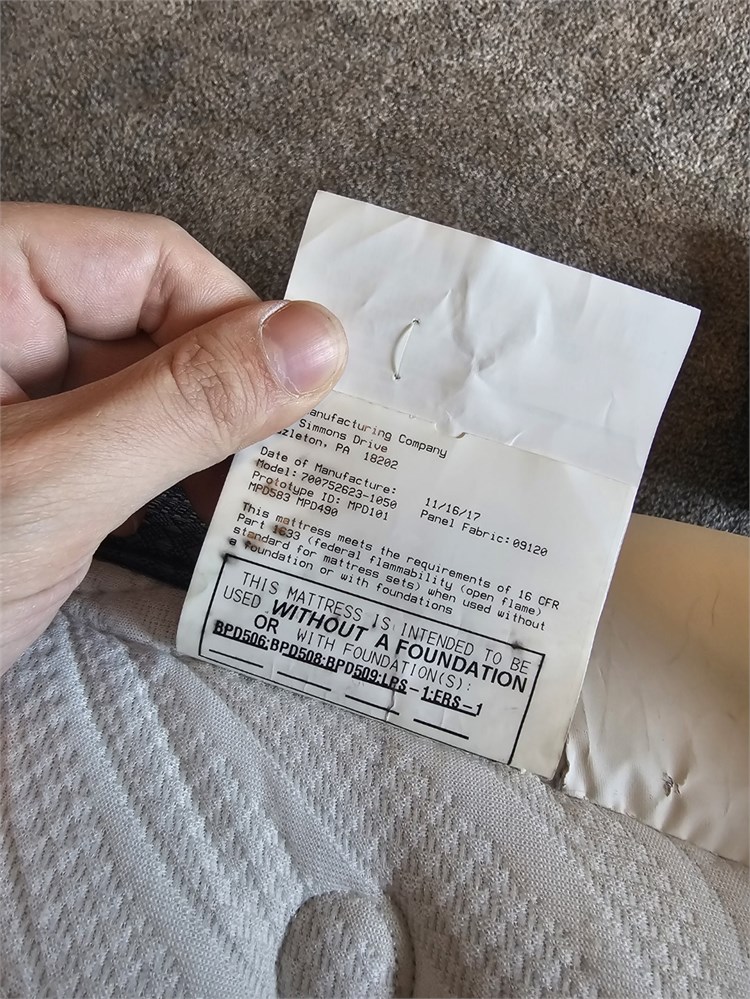 anufacturing Company
Simmons Drive
zleton, PA 18202
Date of Manufacture: 11/16/17
Model: 700752623-1050 Panel Fabric: 09120
Prototype ID: MPD101
MPD583 MPD490
This mattress meets the requirements of 16 CFR
Part 1633 (federal flammability (open flame)
standard for mattress sets) when used without
a foundation or with foundations
THIS MATTRESS IS INTENDED TO BE
USED WITHOUT A FOUNDATION
OR WITH FOUNDATION(S):
BPD506;BPD508;BPD509;LPS-1;ERS-1